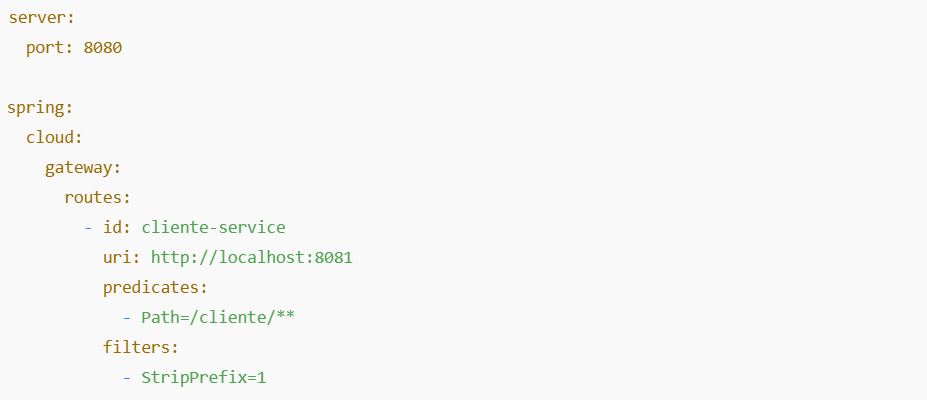 server:
  port: 8080

spring:
  cloud:
    gateway:
      routes:
        - id: cliente-service
          uri: http://localhost:8081
          predicates:
            - Path=/cliente/**
          filters:
            - StripPrefix=1